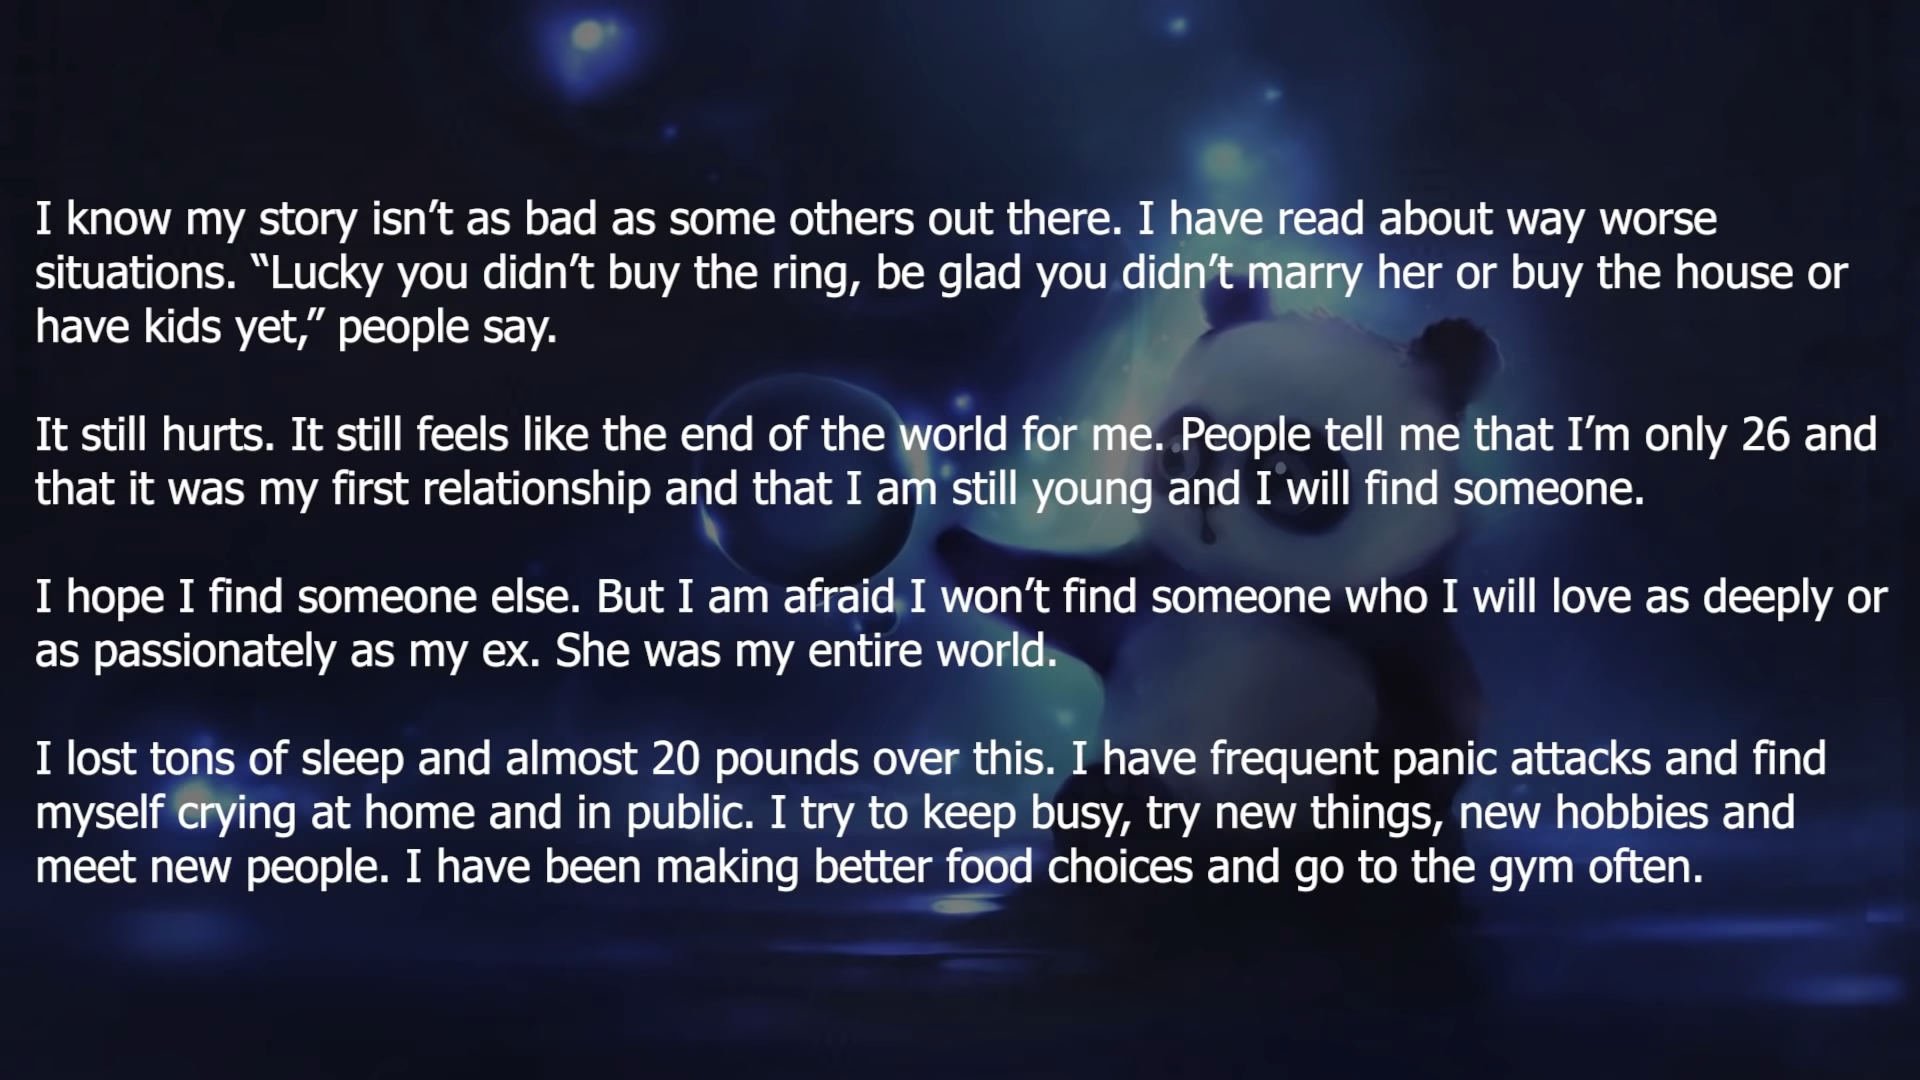 I know my story isn’t as bad as some others out there. I have read about way worse
situations. “Lucky you didn’t buy the ring, be glad you didn’t marry her or buy the house or
have kids yet,” people say.
It still hurts. It still feels like the end of the world for me. People tell me that I’m only 26 and
that it was my first relationship and that I am still young and I will find someone.
I hope I find someone else. But I am afraid I won’t find someone who I will love as deeply or
as passionately as my ex. She was my entire world.
I lost tons of sleep and almost 20 pounds over this. I have frequent panic attacks and find
myself crying at home and in public. I try to keep busy, try new things, new hobbies and
meet new people. I have been making better food choices and go to the gym often.